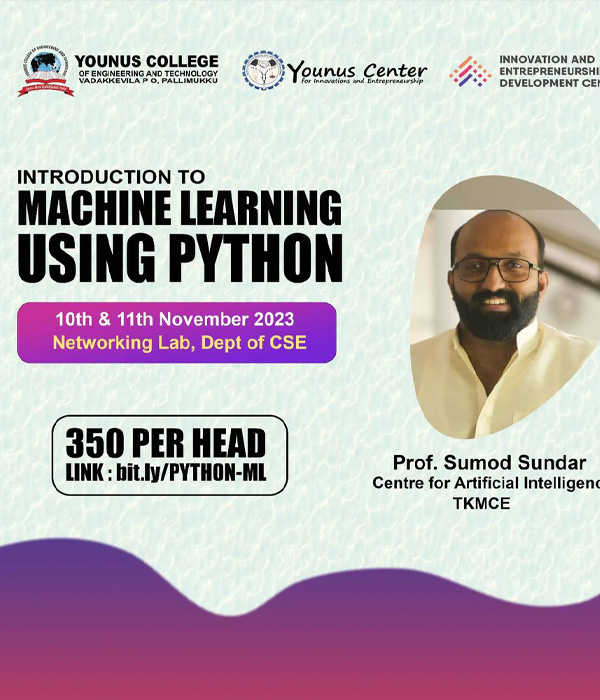 YOUNUS COLLEGE
OF ENGINEERING AND TECHNOLOGY
VADAKKEVILA P O, PALLIMUKKU
Younus Center
for Innovations and Entrepreneurship
INNOVATION AND
ENTREPRENEURSHI
DEVELOPMENT CEN
INTRODUCTION TO
MACHINE LEARNING
USING PYTHON
10th & 11th November 2023
Networking Lab, Dept of CSE
350 PER HEAD
LINK : bit.ly/PYTHON-ML
Prof. Sumod Sundar
Centre for Artificial Intelligenc
TKMCE